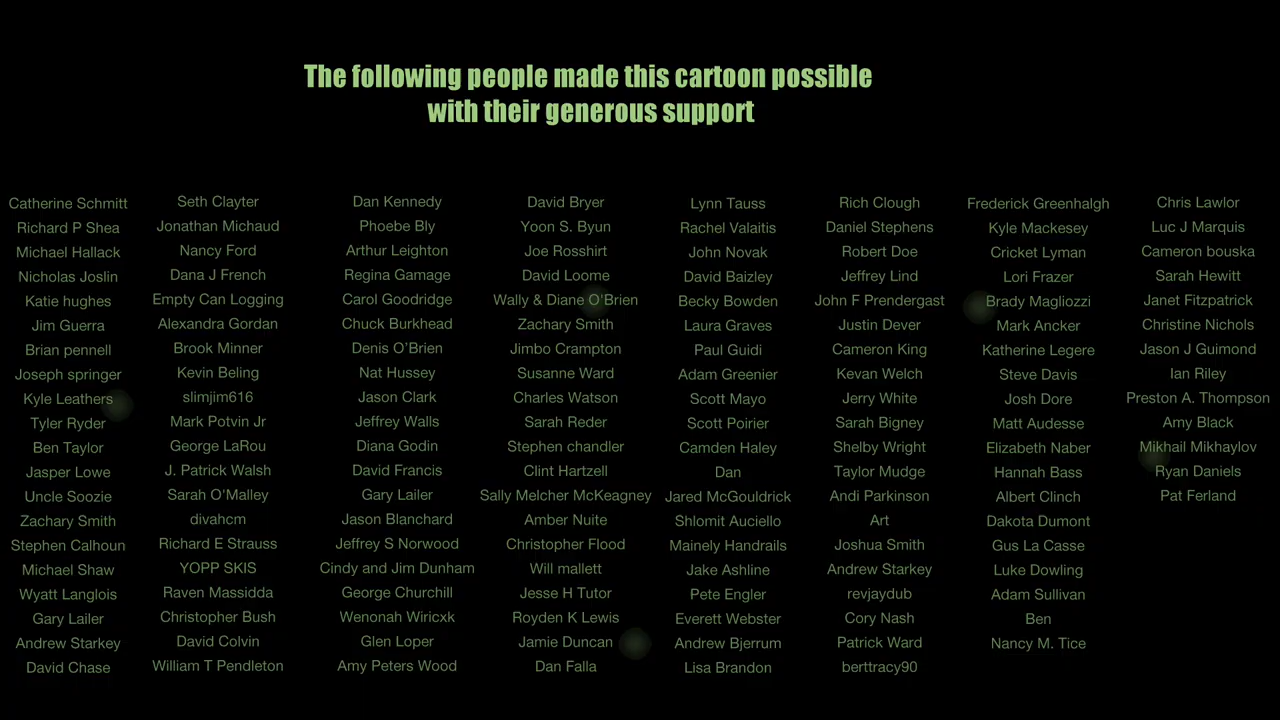 The following people made this cartoon possible
with their generous support
Catherine Schmitt
Richard P Shea
Michael Hallack
Nicholas Joslin
Katie hughes
Jim Guerra
Brian pennell
Joseph springer
Kyle Leathers
Tyler Ryder
Ben Taylor
Jasper Lowe
Uncle Soozie
Zachary Smith
Stephen Calhoun
Michael Shaw
Wyatt Langlois
Gary Lailer
Andrew Starkey
David Chase
Seth Clayter
Jonathan Michaud
Nancy Ford
Dana J French
Empty Can Logging
Alexandra Gordan
Brook Minner
Kevin Beling
slimjim616
Mark Potvin Jr
George LaRou
J. Patrick Walsh
Sarah O'Malley
divahcm
Richard E Strauss
YOPP SKIS
Raven Massidda
Christopher Bush
David Colvin
William T Pendleton
Dan Kennedy
Phoebe Bly
Arthur Leighton
Regina Gamage
Carol Goodridge
Chuck Burkhead
Denis O'Brien
Nat Hussey
Jason Clark
Jeffrey Walls
Diana Godin
David Francis
Gary Lailer
Jason Blanchard
Jeffrey S Norwood
Cindy and Jim Dunham
George Churchill
Wenonah Wiricxk
Glen Loper
Amy Peters Wood
David Bryer
Yoon S. Byun
Joe Rosshirt
David Loome
Wally & Diane O'Brien
Zachary Smith
Jimbo Crampton
Susanne Ward
Charles Watson
Sarah Reder
Stephen chandler
Clint Hartzell
Sally Melcher McKeagney
Amber Nuite
Christopher Flood
Will mallett
Jesse H Tutor
Royden K Lewis
Jamie Duncan
Dan Falla
Lynn Tauss
Rachel Valaitis
John Novak
David Baizley
Becky Bowden
Laura Graves
Paul Guidi
Adam Greenier
Scott Mayo
Scott Poirier
Camden Haley
Dan
Jared McGouldrick
Shlomit Auciello
Mainely Handrails
Jake Ashline
Pete Engler
Everett Webster
Andrew Bjerrum
Lisa Brandon
Rich Clough
Daniel Stephens
Robert Doe
Jeffrey Lind
John F Prendergast
Justin Dever
Cameron King
Kevan Welch
Jerry White
Sarah Bigney
Shelby Wright
Taylor Mudge
Andi Parkinson
Art
Joshua Smith
Andrew Starkey
revjaydub
Cory Nash
Patrick Ward
berttracy90
Frederick Greenhalgh
Kyle Mackesey
Cricket Lyman
Lori Frazer
Brady Magliozzi
Mark Ancker
Katherine Legere
Steve Davis
Josh Dore
Matt Audesse
Elizabeth Naber
Hannah Bass
Albert Clinch
Dakota Dumont
Gus La Casse
Luke Dowling
Adam Sullivan
Ben
Nancy M. Tice
Chris Lawlor
Luc J Marquis
Cameron bouska
Sarah Hewitt
Janet Fitzpatrick
Christine Nichols
Jason J Guimond
Ian Riley
Preston A. Thompson
Amy Black
Mikhail Mikhaylov
Ryan Daniels
Pat Ferland